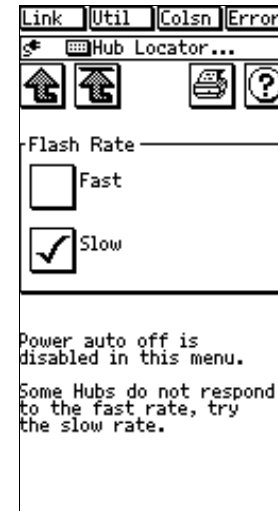 Link Util Colsn Error
Hub Locator...
?
Flash Rate
Fast
Slow
Power auto off is
disabled in this menu.
Some Hubs do not respond
to the fast rate, try
the slow rate.